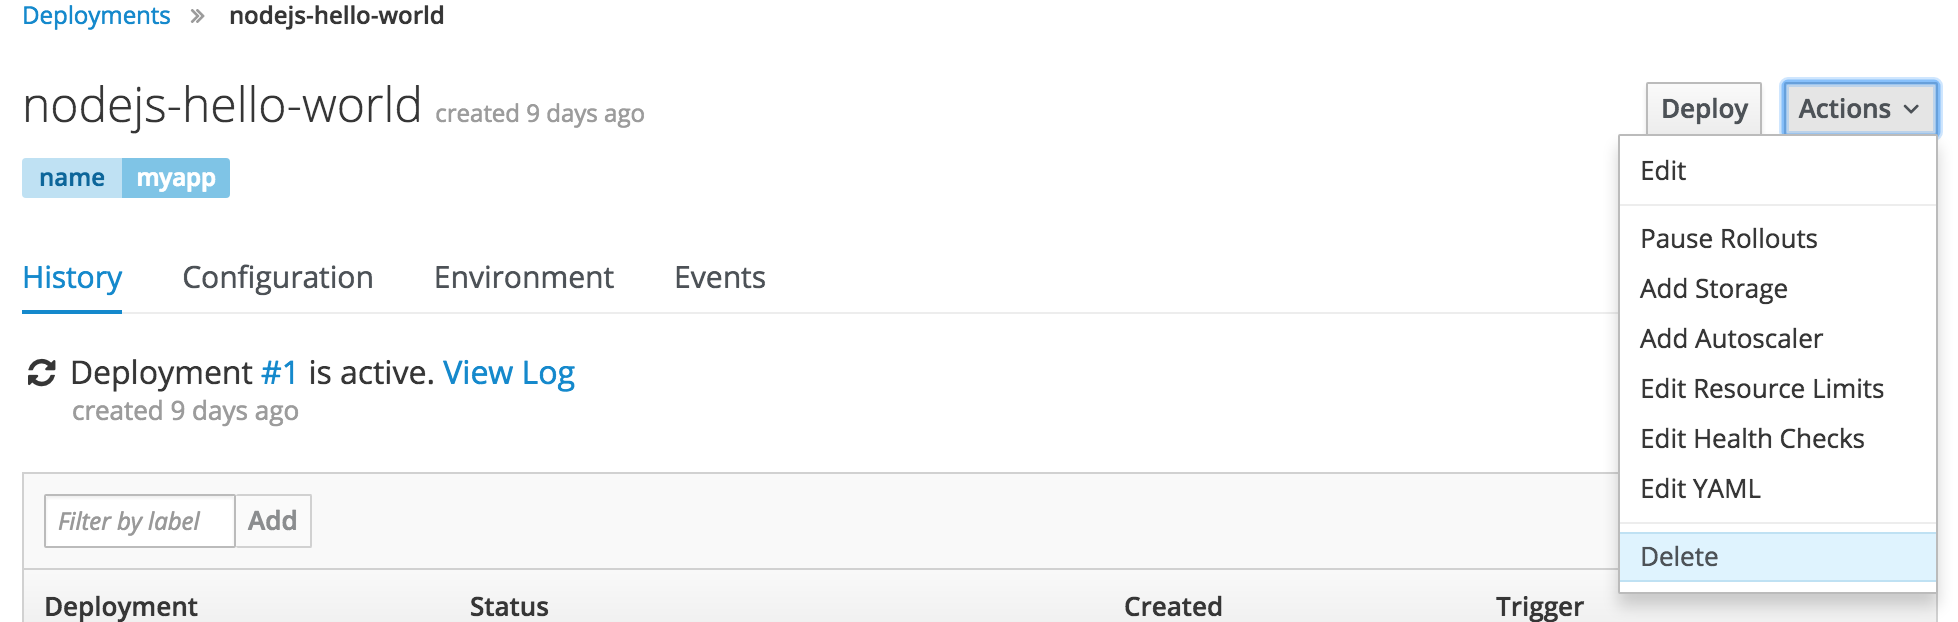 Deployments » nodejs-hello-world
nodejs-hello-world created 9 days ago
Deploy
Actions
name myapp
Edit
Pause Rollouts
Add Storage
Add Autoscaler
Edit Resource Limits
Edit Health Checks
Edit YAML
Delete
History Configuration Environment Events
Deployment #1 is active. View Log
created 9 days ago
Filter by label Add
Deployment Status Created Trigger